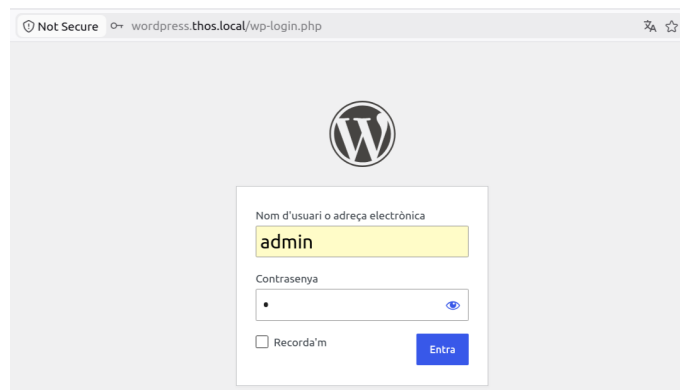 Not Secure wordpress.thos.local/wp-login.php
Nom d'usuari o adreça electrònica
admin
Contrasenya
•
Recorda'm
Entra